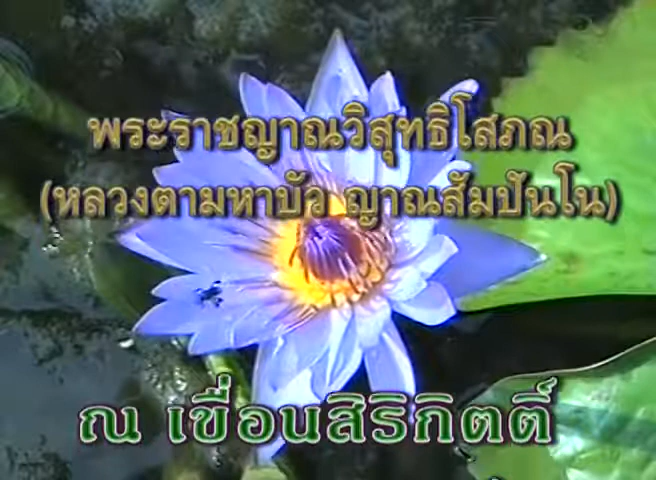 พระราชญาณวิสุทธิโสภณ
(หลวงตามหาบัว ญาณสัมปันโน)
ณ เขื่อนสิริกิตติ์